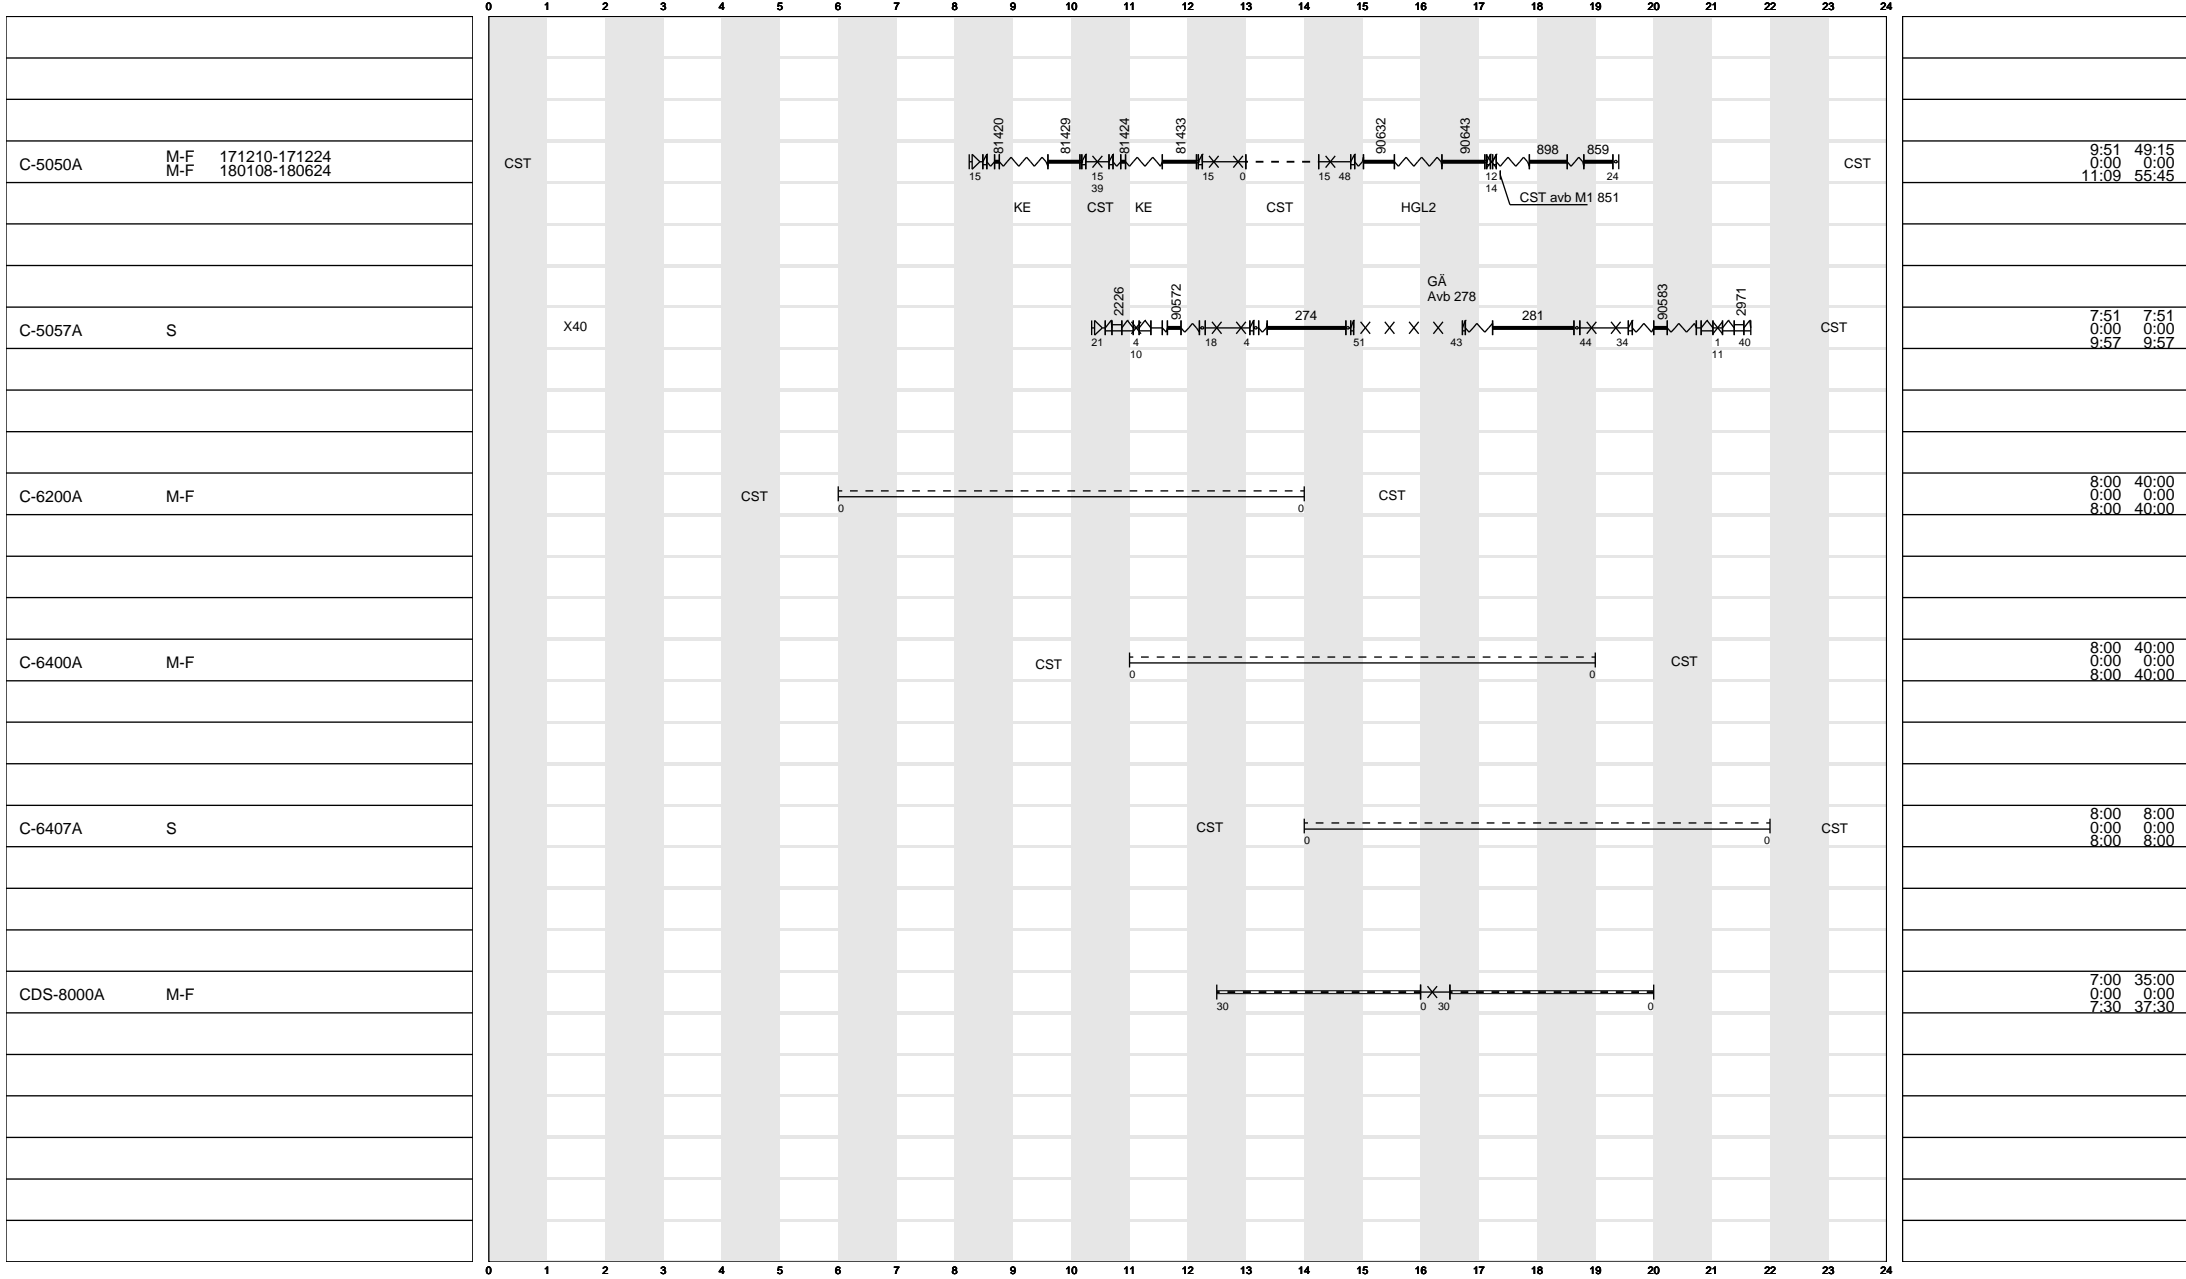 0 1 2 3 4 5 6 7 8 9 10 11 12 13 14 15 16 17 18 19 20 21 22 23 24
81420 81429 81424 81433 90632 90643
C-5050A M-F 171210-171224 CST 898 859 CST 9:51 49:15
M-F 180108-180624 0:00 0:00
15 15 15 0 15 48 12 24 11:09 55:45
39 14
CST avb M1 851
KE CST KE CST HGL2
GÄ
Avb 278
2226 90572 90583 2971
C-5057A S X40 274 281 CST 7:51 7:51
0:00 0:00
21 4 18 4 51 43 44 34 1 40 9:57 9:57
10 11
C-6200A M-F CST CST 8:00 40:00
0:00 0:00
0 0 8:00 40:00
C-6400A M-F CST CST 8:00 40:00
0:00 0:00
0 0 8:00 40:00
C-6407A S CST CST 8:00 8:00
0:00 0:00
0 0 8:00 8:00
CDS-8000A M-F 7:00 35:00
0:00 0:00
30 0 30 0 7:30 37:30
0 1 2 3 4 5 6 7 8 9 10 11 12 13 14 15 16 17 18 19 20 21 22 23 24